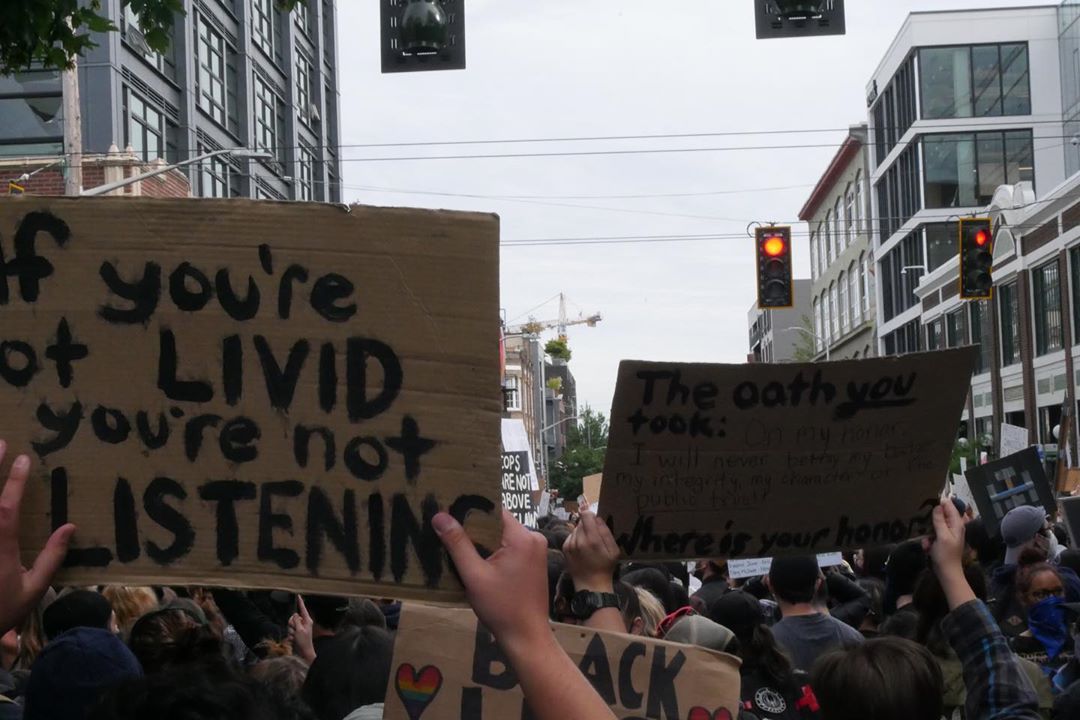 If you're
ot LIVID
you're not
LISTENING
COPS
ARE NOT
ABOVE
LAW
The oath you
took: On my honor,
I will never betray my badge
my integrity, my character or the
public trust
Where is your honor?
BLACK